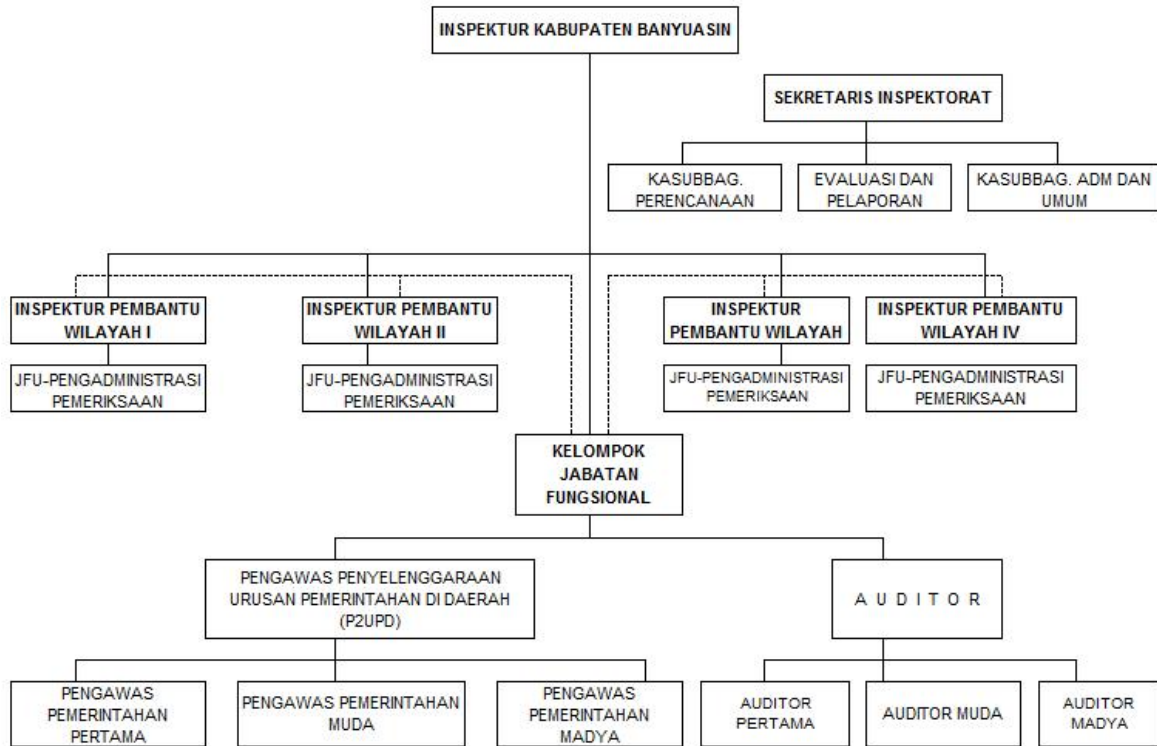 INSPEKTUR KABUPATEN BANYUASIN
SEKRETARIS INSPEKTORAT
KASUBBAG.
PERENCANAAN
EVALUASI DAN
PELAPORAN
KASUBBAG. ADM DAN
UMUM
INSPEKTUR PEMBANTU
WILAYAH I
INSPEKTUR PEMBANTU
WILAYAH II
INSPEKTUR
PEMBANTU WILAYAH
INSPEKTUR PEMBANTU
WILAYAH IV
JFU-PENGADMINISTRASI
PEMERIKSAAN
JFU-PENGADMINISTRASI
PEMERIKSAAN
JFU-PENGADMINISTRASI
PEMERIKSAAN
JFU-PENGADMINISTRASI
PEMERIKSAAN
KELOMPOK
JABATAN
FUNGSIONAL
PENGAWAS PENYELENGGARAAN
URUSAN PEMERINTAHAN DI DAERAH
(P2UPD)
A U D I T O R
PENGAWAS
PEMERINTAHAN
PERTAMA
PENGAWAS PEMERINTAHAN
MUDA
PENGAWAS
PEMERINTAHAN
MADYA
AUDITOR
PERTAMA
AUDITOR MUDA
AUDITOR
MADYA